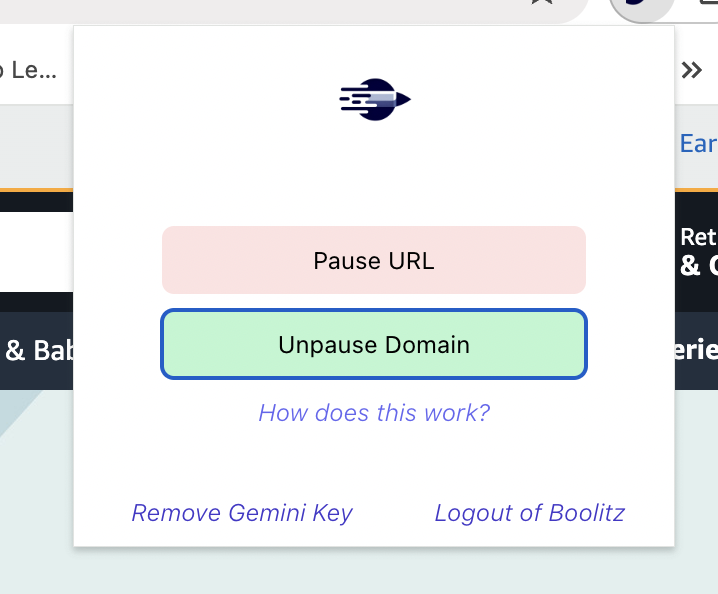 Le...
Ear
Pause URL
Ret
&
Unpause Domain
& Bab
erie
How does this work?
Remove Gemini Key
Logout of Boolitz